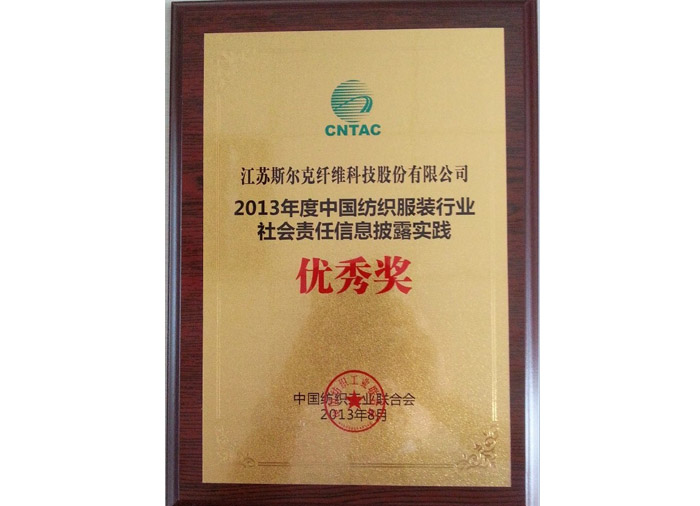 CNTAC
江苏斯尔克纤维科技股份有限公司
2013年度中国纺织服装行业
社会责任信息披露实践
优秀奖
中国纺织工业联合会
2013年8月